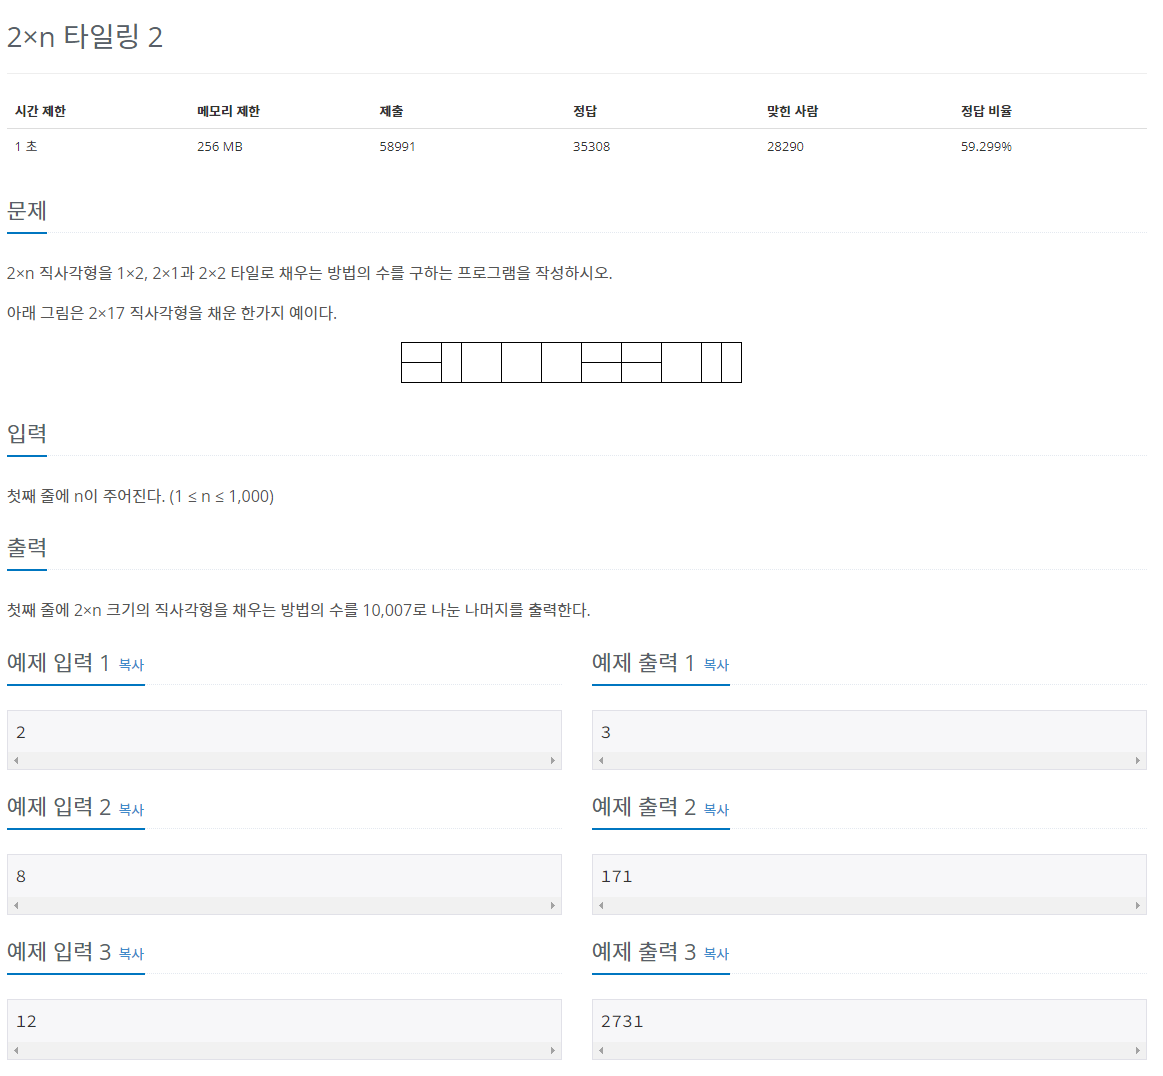 2×n 타일링 2
시간 제한 메모리 제한 제출 정답 맞힌 사람 정답 비율
1 초 256 MB 58991 35308 28290 59.299%
문제
2×n 직사각형을 1×2, 2×1과 2×2 타일로 채우는 방법의 수를 구하는 프로그램을 작성하시오.
아래 그림은 2×17 직사각형을 채운 한가지 예이다.
입력
첫째 줄에 n이 주어진다. (1 ≤ n ≤ 1,000)
출력
첫째 줄에 2×n 크기의 직사각형을 채우는 방법의 수를 10,007로 나눈 나머지를 출력한다.
예제 입력 1 복사
2
예제 출력 1 복사
3
예제 입력 2 복사
8
예제 출력 2 복사
171
예제 입력 3 복사
12
예제 출력 3 복사
2731